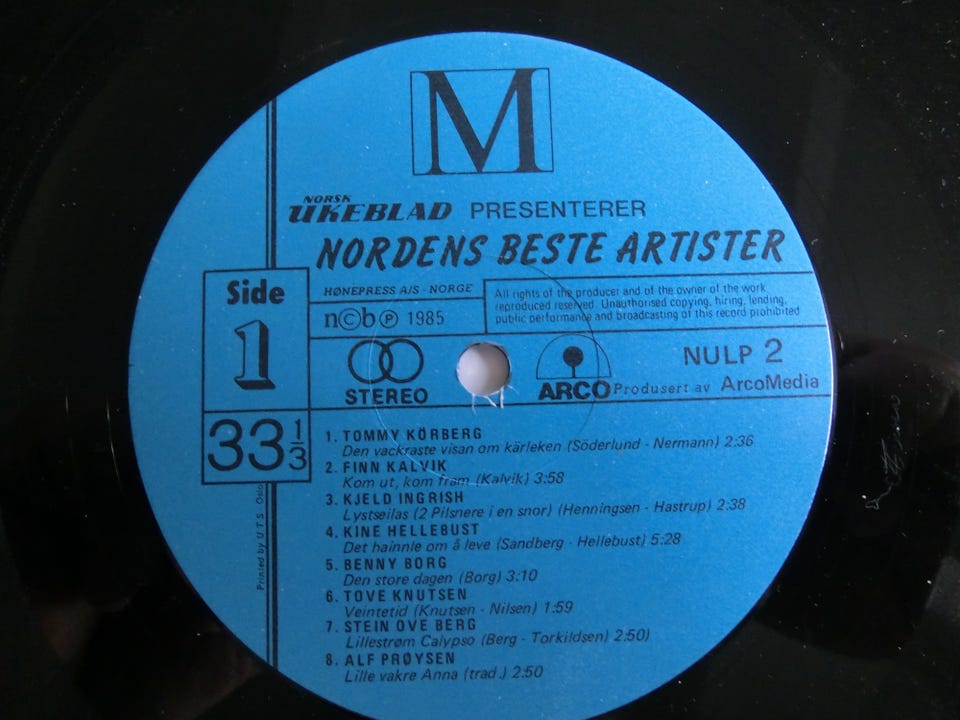 M
NORSK
UKEBLAD PRESENTERER
NORDENS BESTE ARTISTER
Side
1
HØNEPRESS A/S - NORGE
n©b Ⓟ 1985
All rights of the producer and of the owner of the work
reproduced reserved. Unauthorised copying, hiring, lending,
public performance and broadcasting of this record prohibited
STEREO
ARCO
NULP 2
Produsert av ArcoMedia
33 1/3
1. TOMMY KÖRBERG
Den vackraste visan om kärleken (Söderlund - Nermann) 2:36
2. FINN KALVIK
Kom ut, kom fram (Kalvik) 3:58
3. KJELD INGRISH
Lystseilas (2 Pilsnere i en snor) (Henningsen - Hastrup) 2:38
4. KINE HELLEBUST
Det hainnle om å leve (Sandberg - Hellebust) 5:28
5. BENNY BORG
Den store dagen (Borg) 3:10
6. TOVE KNUTSEN
Veintetid (Knutsen - Nilsen) 1:59
7. STEIN OVE BERG
Lillestrøm Calypso (Berg - Torkildsen) 2:50)
8. ALF PRØYSEN
Lille vakre Anna (trad.) 2:50
Printed by U.T.S. Oslo